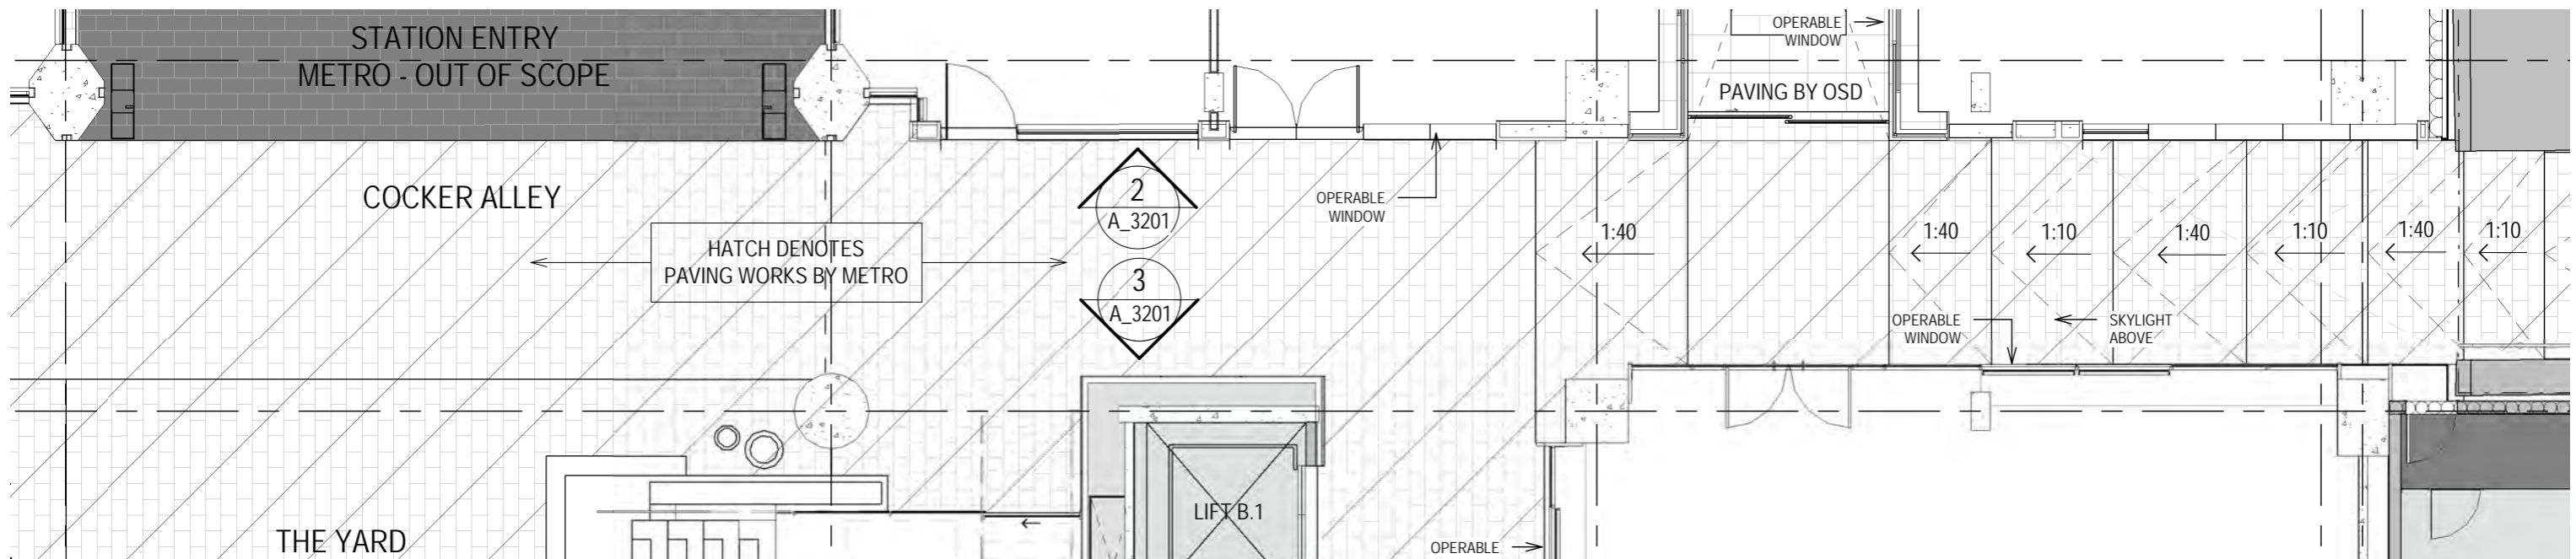 STATION ENTRY
METRO - OUT OF SCOPE
OPERABLE
WINDOW
PAVING BY OSD
COCKER ALLEY
HATCH DENOTES
PAVING WORKS BY METRO
2
A_3201
3
A_3201
OPERABLE
WINDOW
1:40
1:40
1:10
1:40
1:10
1:40
1:10
OPERABLE
WINDOW
SKYLIGHT
ABOVE
LIFT B.1
THE YARD
OPERABLE